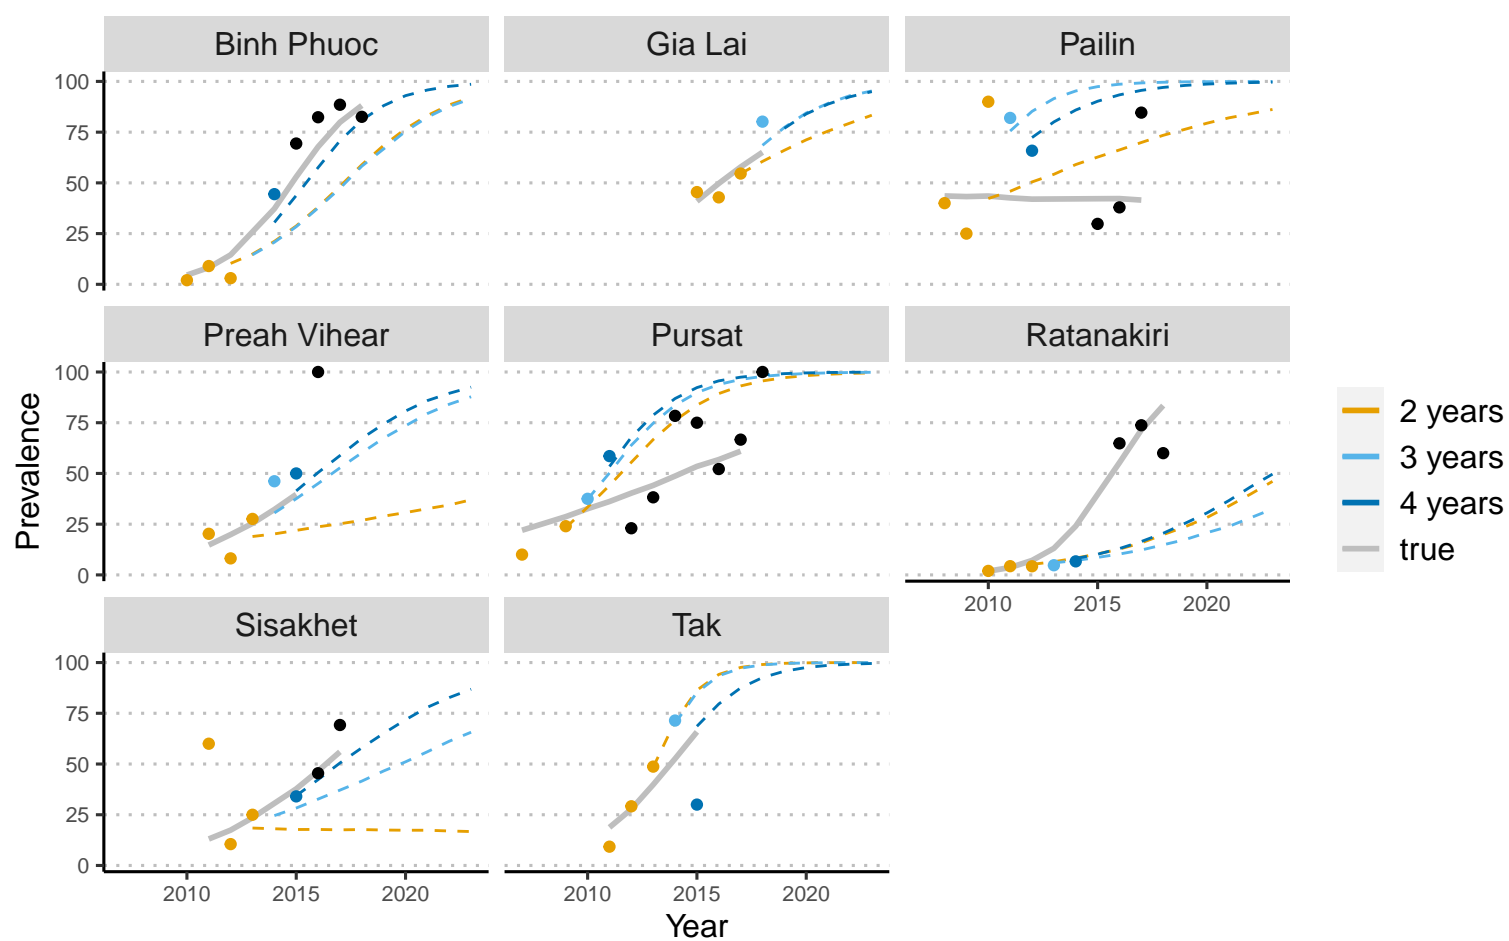 Binh Phuoc Gia Lai Pailin
100
75
50
25
0
Preah Vihear Pursat Ratanakiri
100
75
50
25
0
2010 2015 2020
Sisakhet Tak
100
75
50
25
0
2010 2015 2020 2010 2015 2020
Year
Prevalence
2 years
3 years
4 years
true